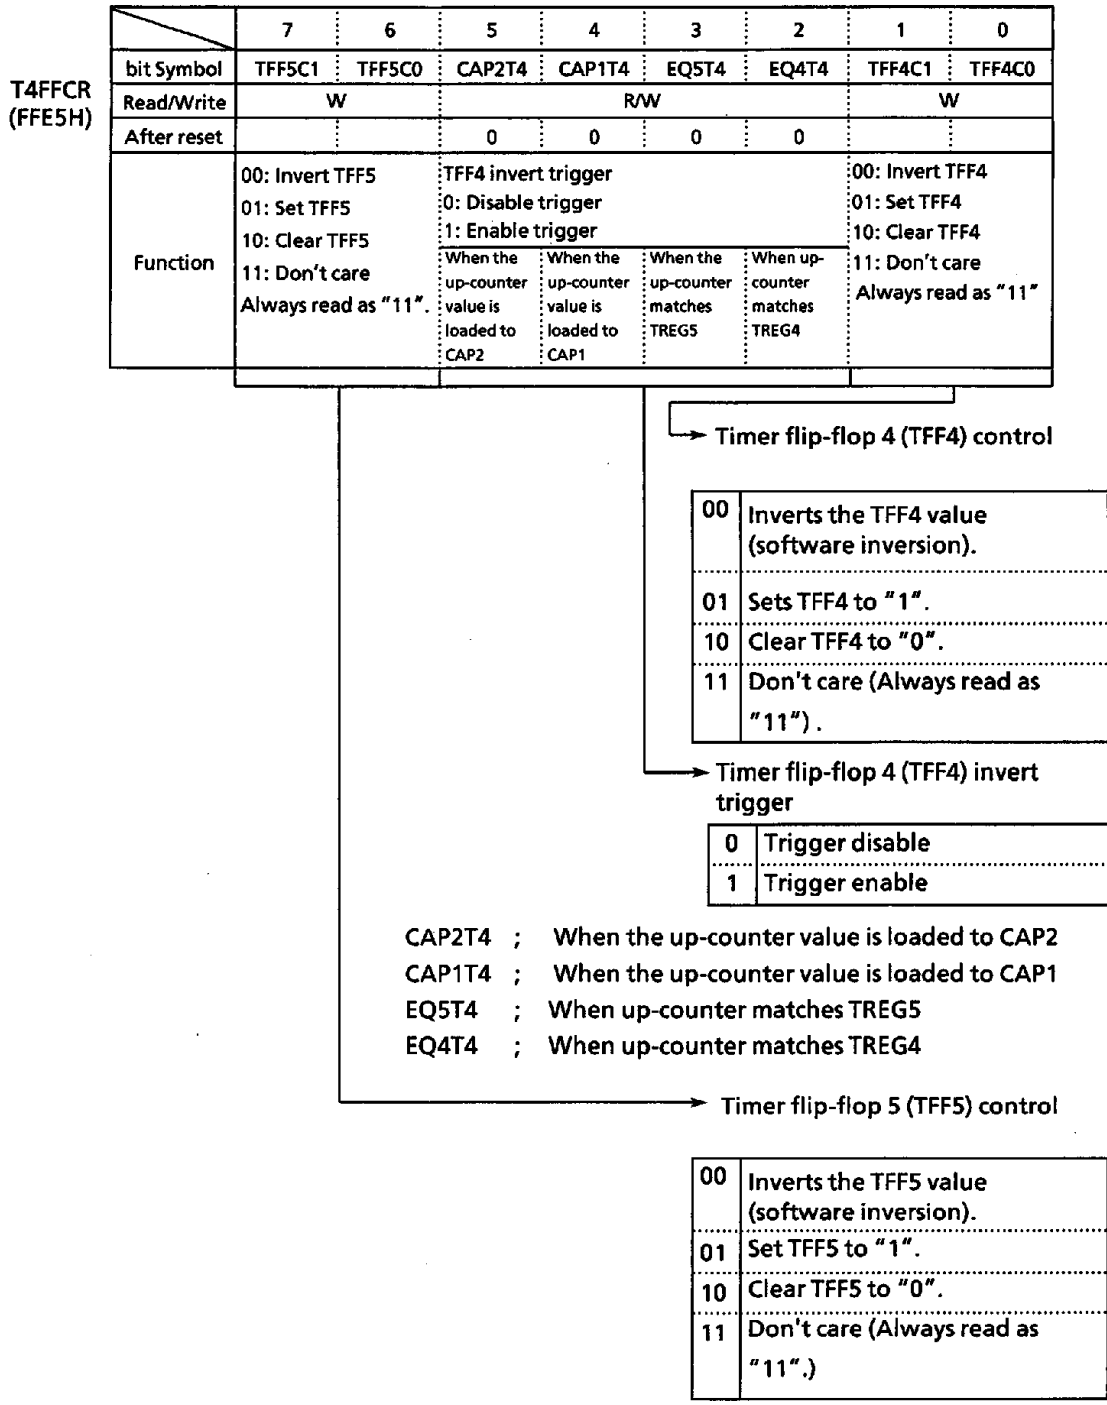 7 6 5 4 3 2 1 0
bit Symbol TFF5C1 TFF5C0 CAP2T4 CAP1T4 EQ5T4 EQ4T4 TFF4C1 TFF4C0
T4FFCR
(FFE5H)
Read/Write W R/W W
After reset 0 0 0 0
Function
00: Invert TFF5
01: Set TFF5
10: Clear TFF5
11: Don't care
Always read as "11".
TFF4 invert trigger
0: Disable trigger
1: Enable trigger
When the
up-counter
value is
loaded to
CAP2
When the
up-counter
value is
loaded to
CAP1
When the
up-counter
matches
TREG5
When up-
counter
matches
TREG4
00: Invert TFF4
01: Set TFF4
10: Clear TFF4
11: Don't care
Always read as "11"
Timer flip-flop 4 (TFF4) control
00 Inverts the TFF4 value
(software inversion).
01 Sets TFF4 to "1".
10 Clear TFF4 to "0".
11 Don't care (Always read as
"11").
Timer flip-flop 4 (TFF4) invert
trigger
0 Trigger disable
1 Trigger enable
CAP2T4 ; When the up-counter value is loaded to CAP2
CAP1T4 ; When the up-counter value is loaded to CAP1
EQ5T4 ; When up-counter matches TREG5
EQ4T4 ; When up-counter matches TREG4
Timer flip-flop 5 (TFF5) control
00 Inverts the TFF5 value
(software inversion).
01 Set TFF5 to "1".
10 Clear TFF5 to "0".
11 Don't care (Always read as
"11".)